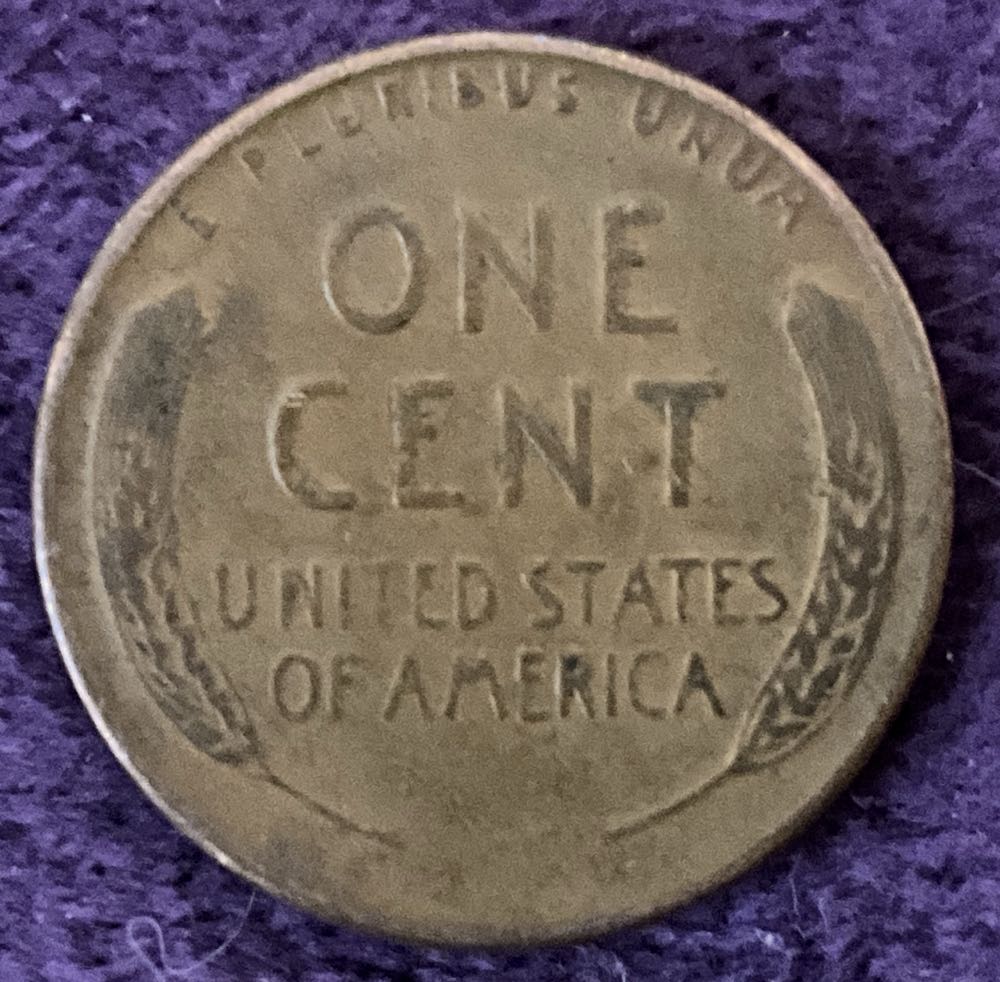 E PLURIBUS UNUM
ONE
CENT
UNITED STATES
OF AMERICA